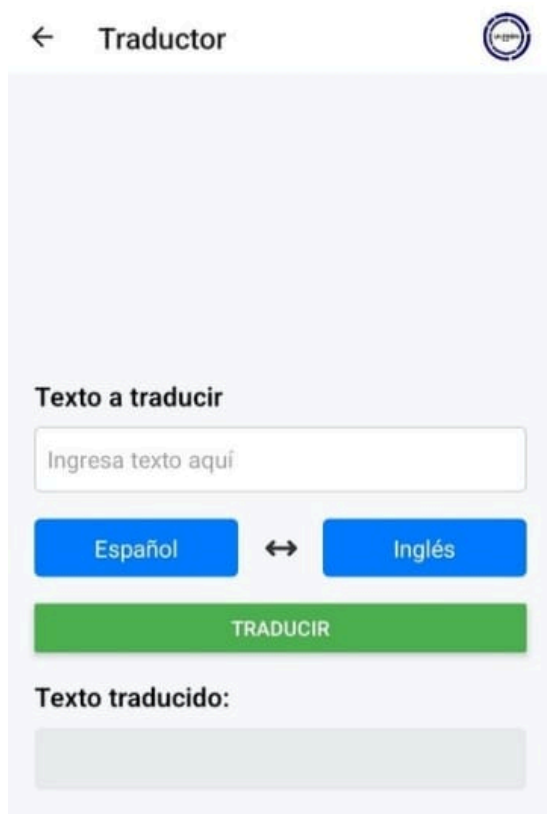 Traductor
Texto a traducir
Ingresa texto aquí
Español
Inglés
TRADUCIR
Texto traducido: